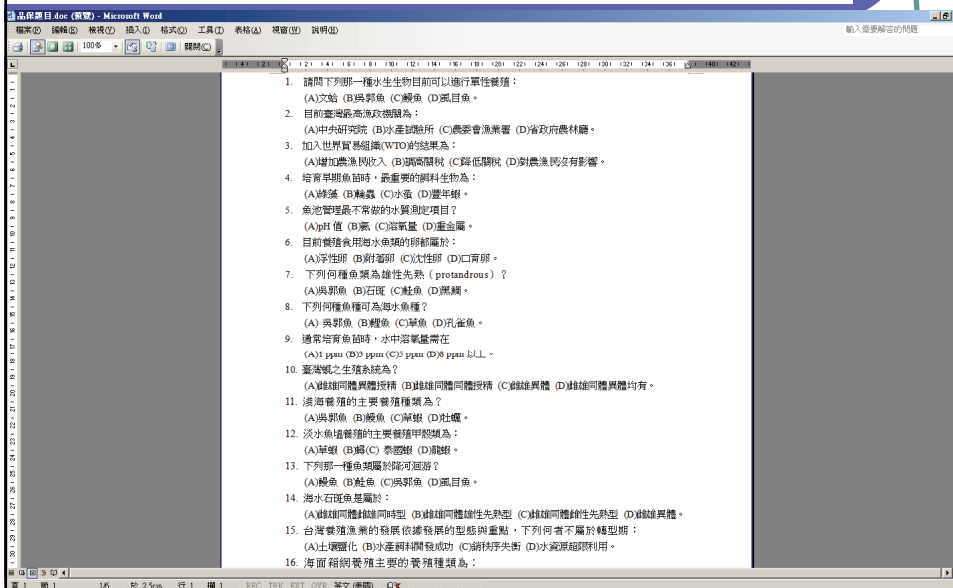 品保題目.doc (預覽) - Microsoft Word
檔案(F) 編輯(E) 檢視(V) 插入(I) 格式(O) 工具(T) 表格(A) 視窗(W) 說明(H) 輸入需要解答的問題
100% 關閉(C)
1. 請問下列那一種水生生物目前可以進行單性養殖：
(A)文蛤 (B)吳郭魚 (C)鰻魚 (D)虱目魚。
2. 目前臺灣最高漁政機關為：
(A)中央研究院 (B)水產試驗所 (C)農委會漁業署 (D)省政府農林廳。
3. 加入世界貿易組織(WTO)的結果為：
(A)增加農漁民收入 (B)調高關稅 (C)降低關稅 (D)對農漁民沒有影響。
4. 培育早期魚苗時，最重要的餌料生物為：
(A)綠藻 (B)輪蟲 (C)水蚤 (D)豐年蝦。
5. 魚池管理最不常做的水質測定項目？
(A)pH 值 (B)氨 (C)溶氧量 (D)重金屬。
6. 目前養殖食用海水魚類的卵都屬於：
(A)浮性卵 (B)附着卵 (C)沈性卵 (D)口育卵。
7. 下列何種魚類為雄性先熟（protandrous）？
(A)吳郭魚 (B)石斑 (C)鮭魚 (D)黑鯛。
8. 下列何種魚種可為海水魚種？
(A) 吳郭魚 (B)鯉魚 (C)草魚 (D)孔雀魚。
9. 通常培育魚苗時，水中溶氧量需在
(A)1 ppm (B)3 ppm (C)5 ppm (D)8 ppm 以上。
10. 臺灣蜆之生殖系統為？
(A)雌雄同體異體授精 (B)雌雄同體同體授精 (C)雌雄異體 (D)雌雄同體異體均有。
11. 淺海養殖的主要養殖種類為？
(A)吳郭魚 (B)鰻魚 (C)草蝦 (D)牡蠣。
12. 淡水魚塭養殖的主要養殖甲殼類為：
(A)草蝦 (B)蟳(C) 泰國蝦 (D)龍蝦。
13. 下列那一種魚類屬於降河洄游？
(A)鰻魚 (B)鮭魚 (C)吳郭魚 (D)虱目魚。
14. 海水石斑魚是屬於：
(A)雌雄同體雌雄同時型 (B)雌雄同體雄性先熟型 (C)雌雄同體雌性先熟型 (D)雌雄異體。
15. 台灣養殖漁業的發展依據發展的型態與重點，下列何者不屬於轉型期：
(A)土壤鹽化 (B)水產飼料開發成功 (C)銷秩序失衡 (D)水資源超限利用。
16. 海面箱網養殖主要的養殖種類為：
頁 1 節 1 1/6 於 2.5cm 行 1 欄 1 REC TRK EXT OVR 英文 (美國)